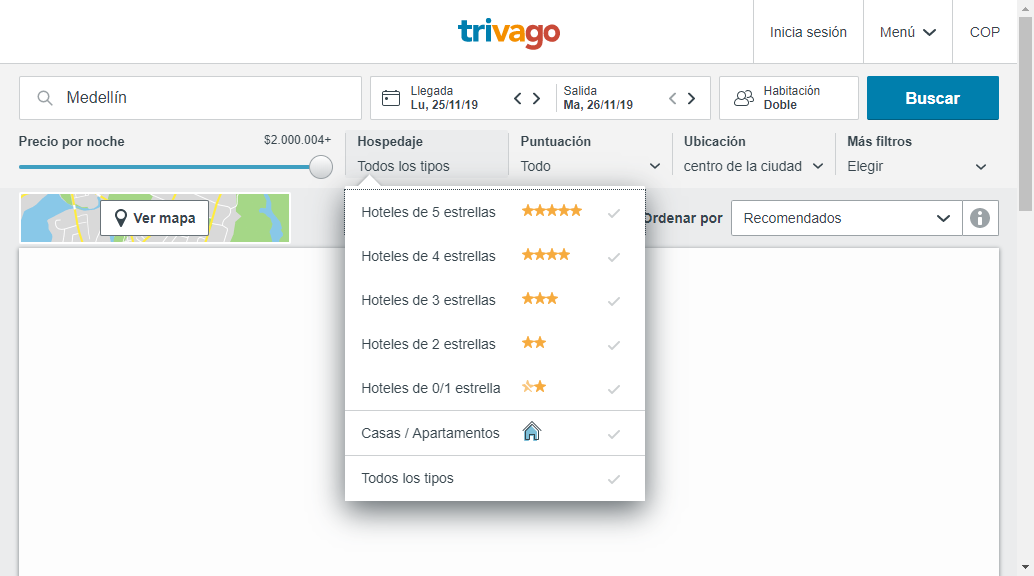 trivago
Inicia sesión
Menú
COP
Medellín
Llegada
Lu, 25/11/19
Salida
Ma, 26/11/19
Habitación
Doble
Buscar
Precio por noche
$2.000.004+
Hospedaje
Todos los tipos
Puntuación
Todo
Ubicación
centro de la ciudad
Más filtros
Elegir
Ver mapa
Ordenar por
Recomendados
Hoteles de 5 estrellas
Hoteles de 4 estrellas
Hoteles de 3 estrellas
Hoteles de 2 estrellas
Hoteles de 0/1 estrella
Casas / Apartamentos
Todos los tipos